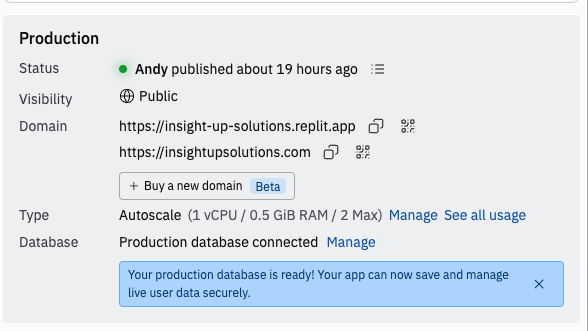 Production
Status Andy published about 19 hours ago
Visibility Public
Domain https://insight-up-solutions.replit.app
https://insightupsolutions.com
+ Buy a new domain Beta
Type Autoscale (1 vCPU / 0.5 GiB RAM / 2 Max) Manage See all usage
Database Production database connected Manage
Your production database is ready! Your app can now save and manage
live user data securely.